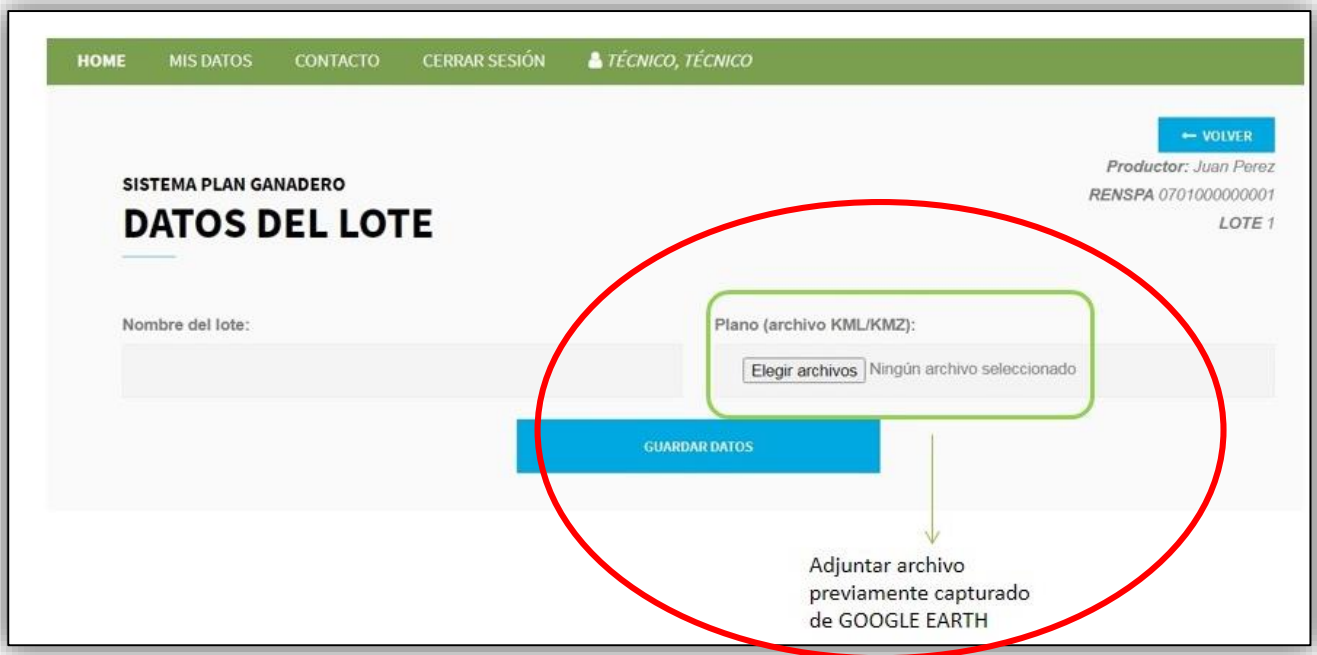 HOME MIS DATOS CONTACTO CERRAR SESIÓN TÉCNICO, TÉCNICO
← VOLVER
Productor: Juan Perez
RENSPA 0701000000001
LOTE 1
SISTEMA PLAN GANADERO
DATOS DEL LOTE
Nombre del lote:
Plano (archivo KML/KMZ):
Elegir archivos Ningún archivo seleccionado
GUARDAR DATOS
Adjuntar archivo
previamente capturado
de GOOGLE EARTH